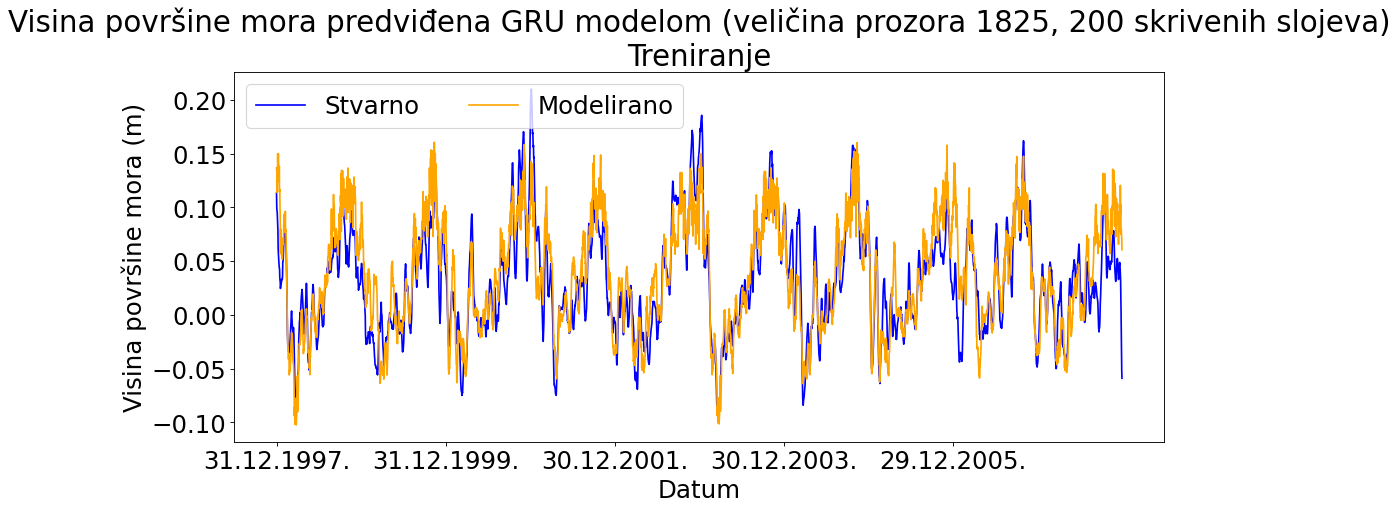 Visina površine mora predviđena GRU modelom (veličina prozora 1825, 200 skrivenih slojeva)
Treniranje
Stvarno
Modelirano
Visina površine mora (m)
0.20
0.15
0.10
0.05
0.00
−0.05
−0.10
31.12.1997.
31.12.1999.
30.12.2001.
30.12.2003.
29.12.2005.
Datum